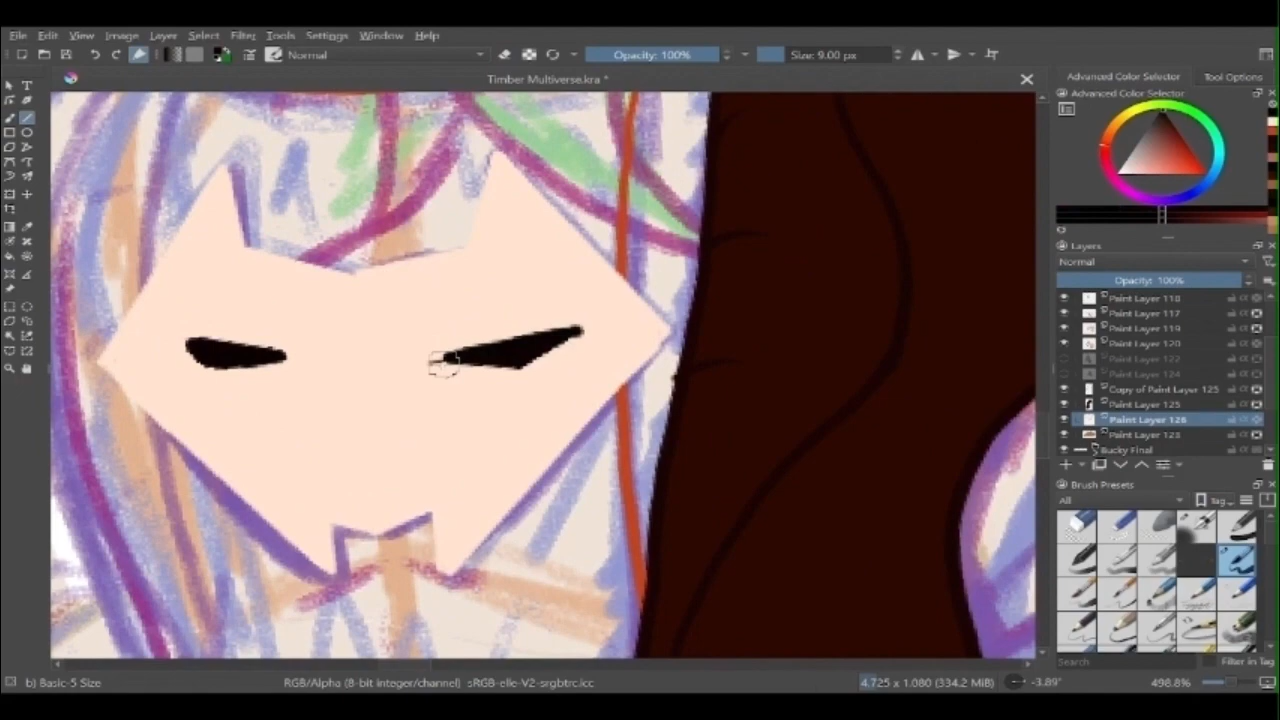 File Edit View Image Layer Select Filter Tools Settings Window Help
Normal Opacity: 100% Size: 9.00 px
Timber Multiverse.kra *
Advanced Color Selector Tool Options
Advanced Color Selector
Layers
Normal
Opacity: 100%
Paint Layer 118
Paint Layer 117
Paint Layer 119
Paint Layer 120
Paint Layer 122
Paint Layer 124
Copy of Paint Layer 125
Paint Layer 125
Paint Layer 126
Paint Layer 123
Bucky Final
Brush Presets
All Tag
Search Filter in Tag
b) Basic-5 Size RGB/Alpha (8-bit integer/channel) sRGB-elle-V2-srgbtrc.icc 4.725 x 1.080 (334.2 MiB) -3.89° 498.8%